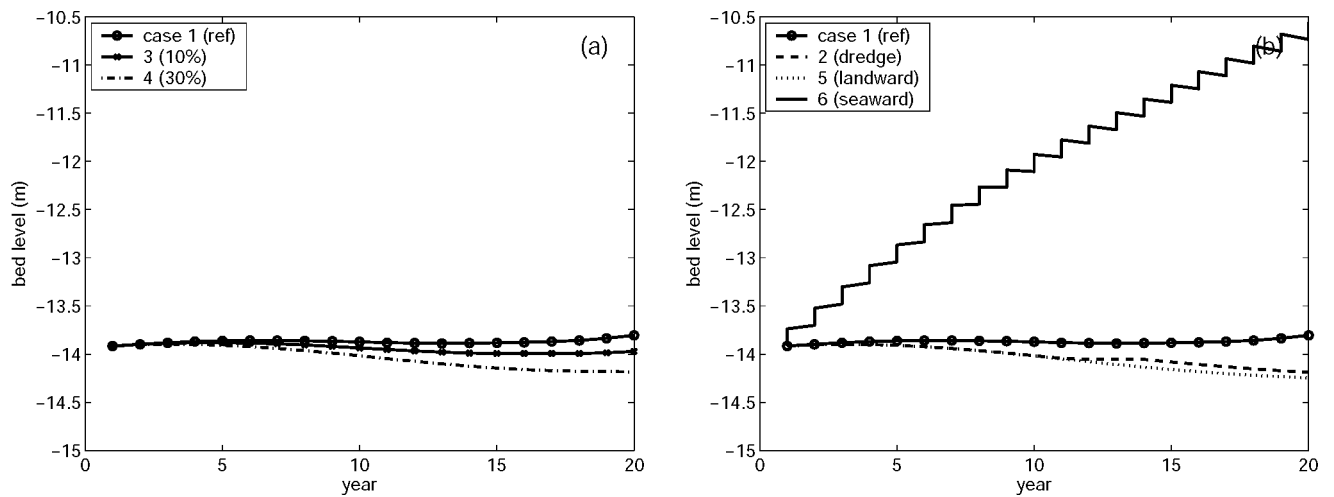 −10.5
−11
−11.5
−12
−12.5
−13
−13.5
−14
−14.5
−15
bed level (m)
0
5
10
15
20
year
case 1 (ref)
3 (10%)
4 (30%)
(a)
−10.5
−11
−11.5
−12
−12.5
−13
−13.5
−14
−14.5
−15
bed level (m)
0
5
10
15
20
year
case 1 (ref)
2 (dredge)
5 (landward)
6 (seaward)
(b)